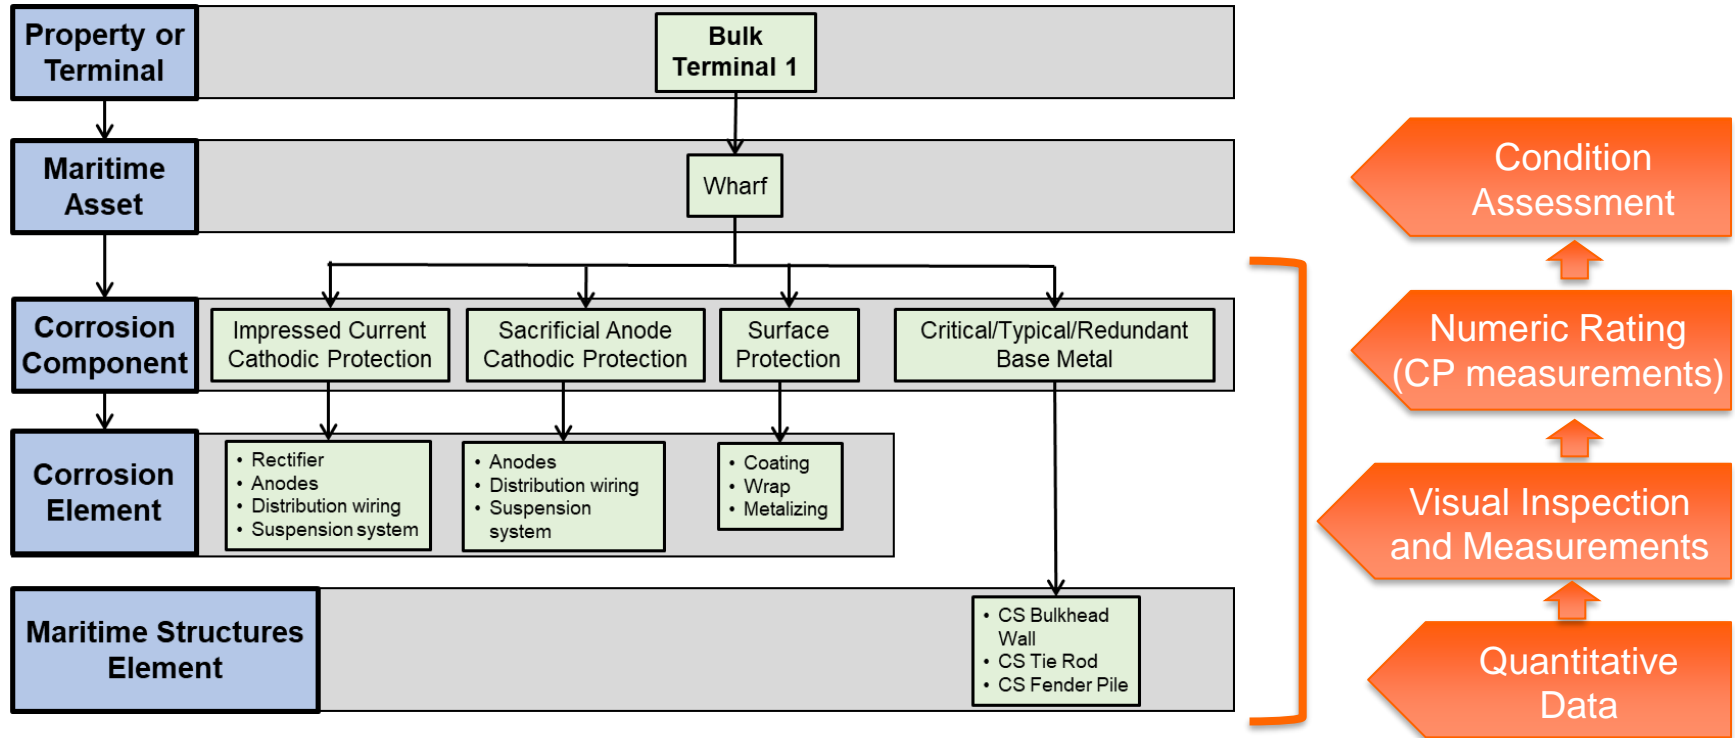 Property or
Terminal
Bulk
Terminal 1
Maritime
Asset
Wharf
Corrosion
Component
Impressed Current
Cathodic Protection
Sacrificial Anode
Cathodic Protection
Surface
Protection
Critical/Typical/Redundant
Base Metal
Corrosion
Element
• Rectifier
• Anodes
• Distribution wiring
• Suspension system
• Anodes
• Distribution wiring
• Suspension
system
• Coating
• Wrap
• Metalizing
Maritime Structures
Element
• CS Bulkhead
Wall
• CS Tie Rod
• CS Fender Pile
Condition
Assessment
Numeric Rating
(CP measurements)
Visual Inspection
and Measurements
Quantitative
Data